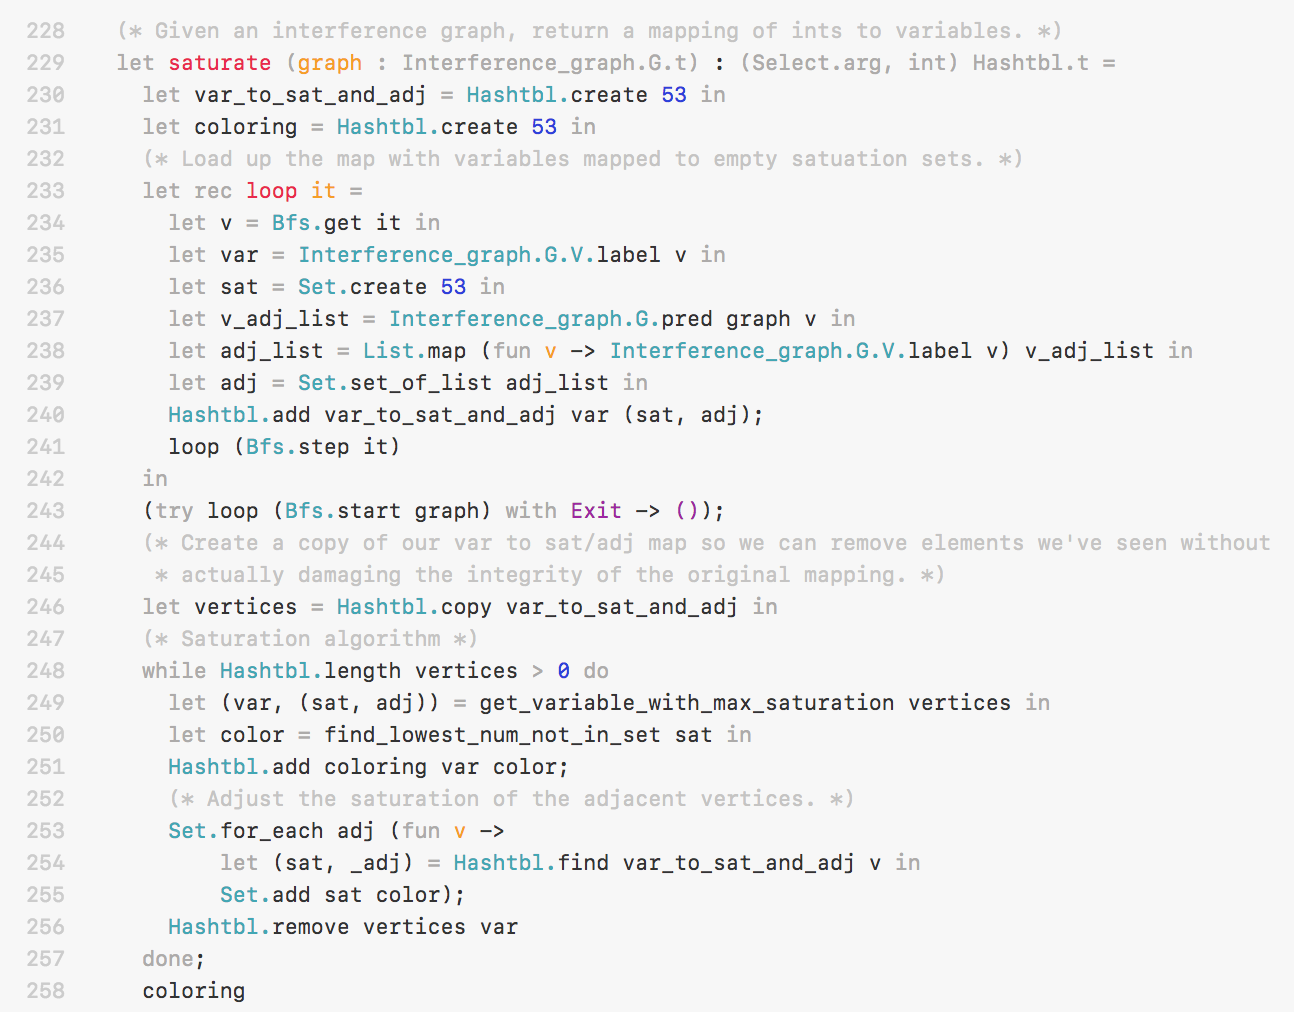 228    (* Given an interference graph, return a mapping of ints to variables. *)
229    let saturate (graph : Interference_graph.G.t) : (Select.arg, int) Hashtbl.t =
230      let var_to_sat_and_adj = Hashtbl.create 53 in
231      let coloring = Hashtbl.create 53 in
232      (* Load up the map with variables mapped to empty satuation sets. *)
233      let rec loop it =
234        let v = Bfs.get it in
235        let var = Interference_graph.G.V.label v in
236        let sat = Set.create 53 in
237        let v_adj_list = Interference_graph.G.pred graph v in
238        let adj_list = List.map (fun v -> Interference_graph.G.V.label v) v_adj_list in
239        let adj = Set.set_of_list adj_list in
240        Hashtbl.add var_to_sat_and_adj var (sat, adj);
241        loop (Bfs.step it)
242      in
243      (try loop (Bfs.start graph) with Exit -> ());
244      (* Create a copy of our var to sat/adj map so we can remove elements we've seen without
245       * actually damaging the integrity of the original mapping. *)
246      let vertices = Hashtbl.copy var_to_sat_and_adj in
247      (* Saturation algorithm *)
248      while Hashtbl.length vertices > 0 do
249        let (var, (sat, adj)) = get_variable_with_max_saturation vertices in
250        let color = find_lowest_num_not_in_set sat in
251        Hashtbl.add coloring var color;
252        (* Adjust the saturation of the adjacent vertices. *)
253        Set.for_each adj (fun v ->
254            let (sat, _adj) = Hashtbl.find var_to_sat_and_adj v in
255            Set.add sat color);
256        Hashtbl.remove vertices var
257      done;
258      coloring